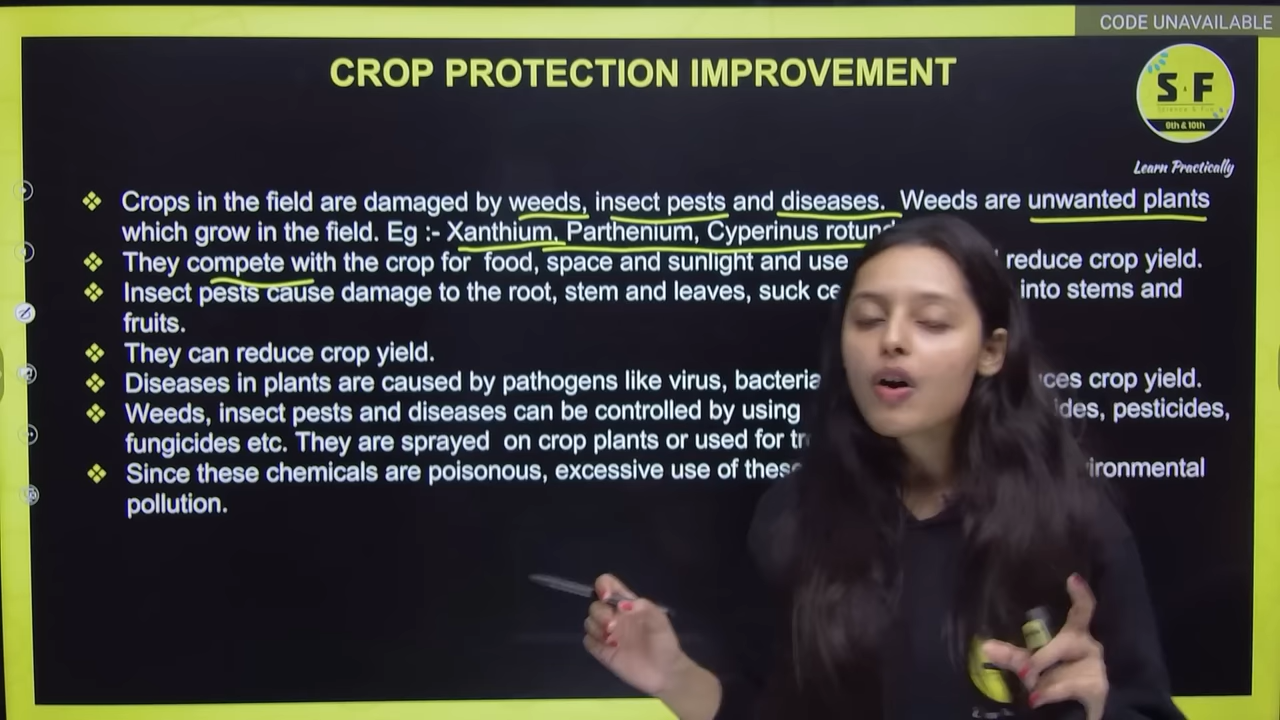 CODE UNAVAILABLE
CROP PROTECTION IMPROVEMENT
S&F
Science & Fun
9th & 10th
Learn Practically
Crops in the field are damaged by weeds, insect pests and diseases. Weeds are unwanted plants
which grow in the field. Eg :- Xanthium, Parthenium, Cyperinus
They compete with the crop for food, space and sunlight and use reduce crop yield.
Insect pests cause damage to the root, stem and leaves, suck into stems and
fruits.
They can reduce crop yield.
Diseases in plants are caused by pathogens like virus, bacteria crop yield.
Weeds, insect pests and diseases can be controlled by using pesticides,
fungicides etc. They are sprayed on crop plants or used for
Since these chemicals are poisonous, excessive use of
pollution.